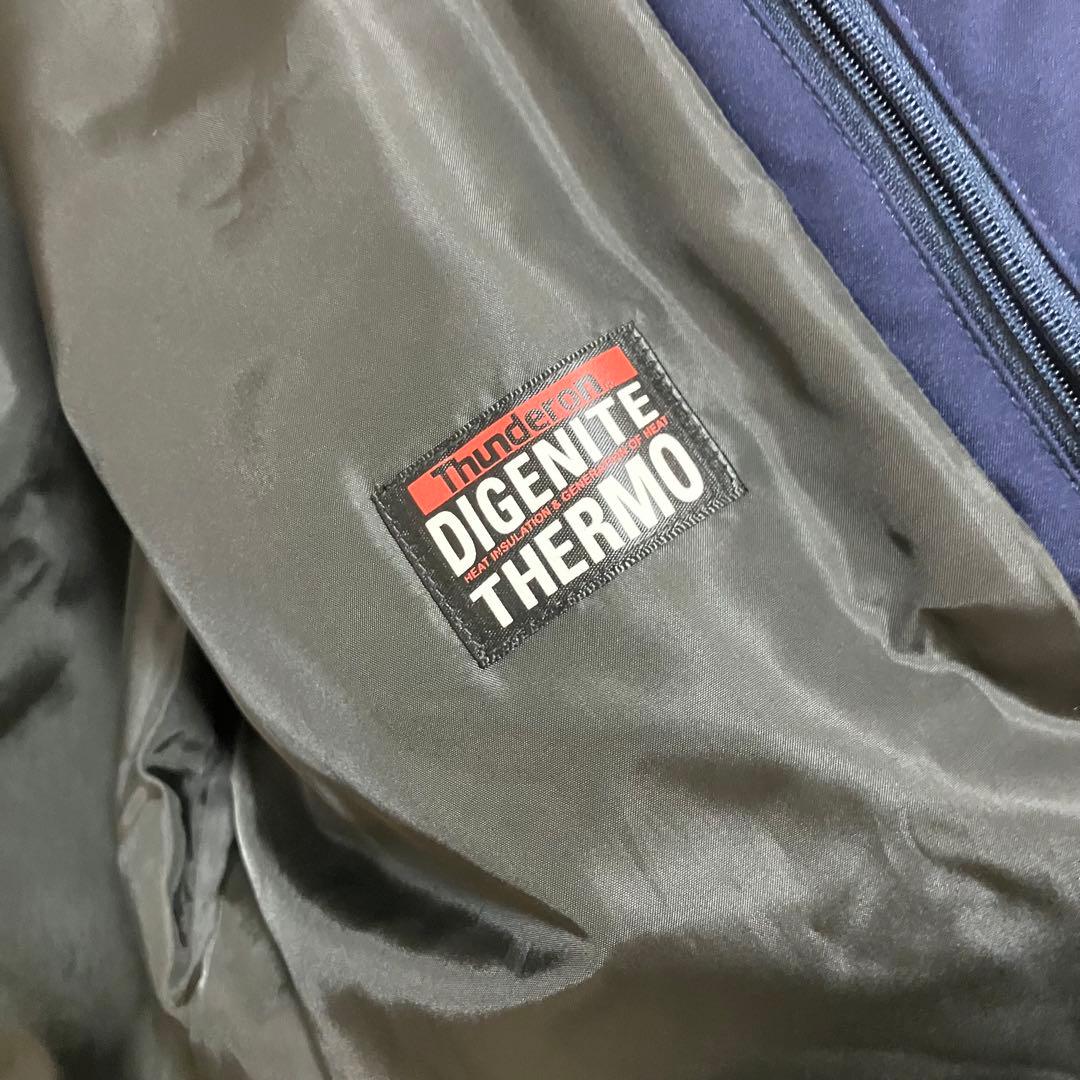 Thunderon
DIGENITE
HEAT INSULATION & GENERATION OF HEAT
THERMO